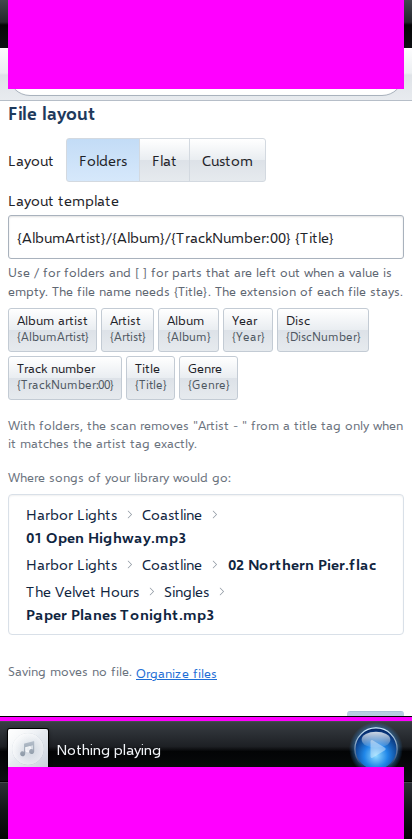 File layout
Layout Folders Flat Custom
Layout template
{AlbumArtist}/{Album}/{TrackNumber:00} {Title}
Use / for folders and [ ] for parts that are left out when a value is
empty. The file name needs {Title}. The extension of each file stays.
Album artist Artist Album Year Disc
{AlbumArtist} {Artist} {Album} {Year} {DiscNumber}
Track number Title Genre
{TrackNumber:00} {Title} {Genre}
With folders, the scan removes "Artist - " from a title tag only when
it matches the artist tag exactly.
Where songs of your library would go:
Harbor Lights > Coastline >
01 Open Highway.mp3
Harbor Lights > Coastline > 02 Northern Pier.flac
The Velvet Hours > Singles >
Paper Planes Tonight.mp3
Saving moves no file. Organize files
Nothing playing